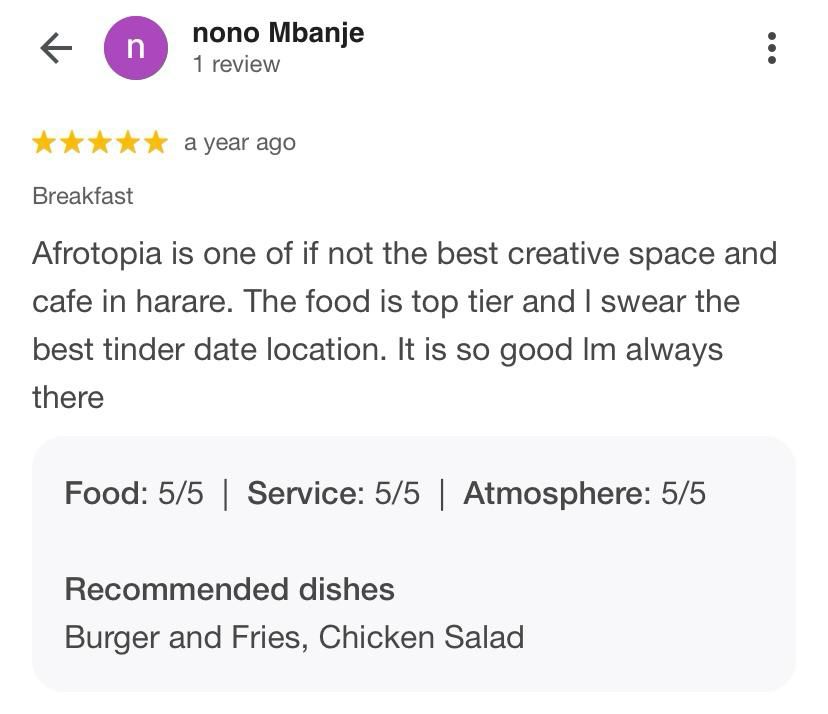 n
nono Mbanje
1 review
a year ago
Breakfast
Afrotopia is one of if not the best creative space and
cafe in harare. The food is top tier and I swear the
best tinder date location. It is so good Im always
there
Food: 5/5 | Service: 5/5 | Atmosphere: 5/5
Recommended dishes
Burger and Fries, Chicken Salad